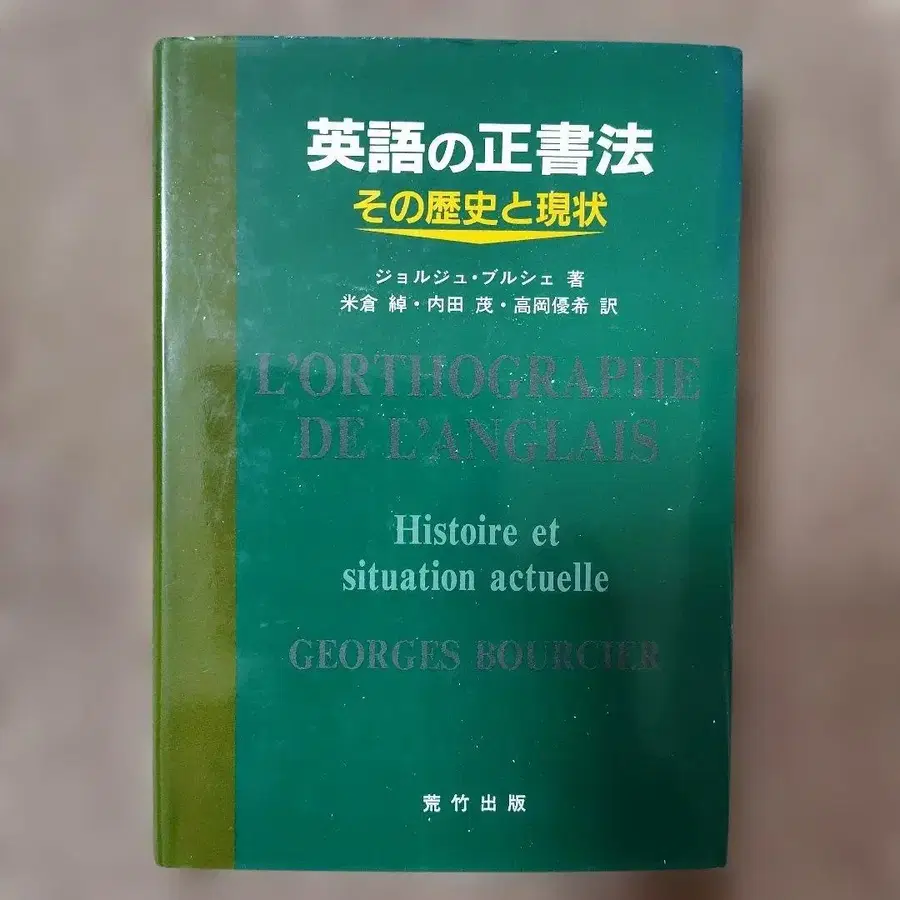 英語の正書法
その歴史と現状
ジョルジュ・ブルシェ 著
米倉 綽・内田 茂・高岡優希 訳
L'ORTHOGRAPHE
DE L'ANGLAIS
Histoire et
situation actuelle
GEORGES BOURCIER
荒竹出版